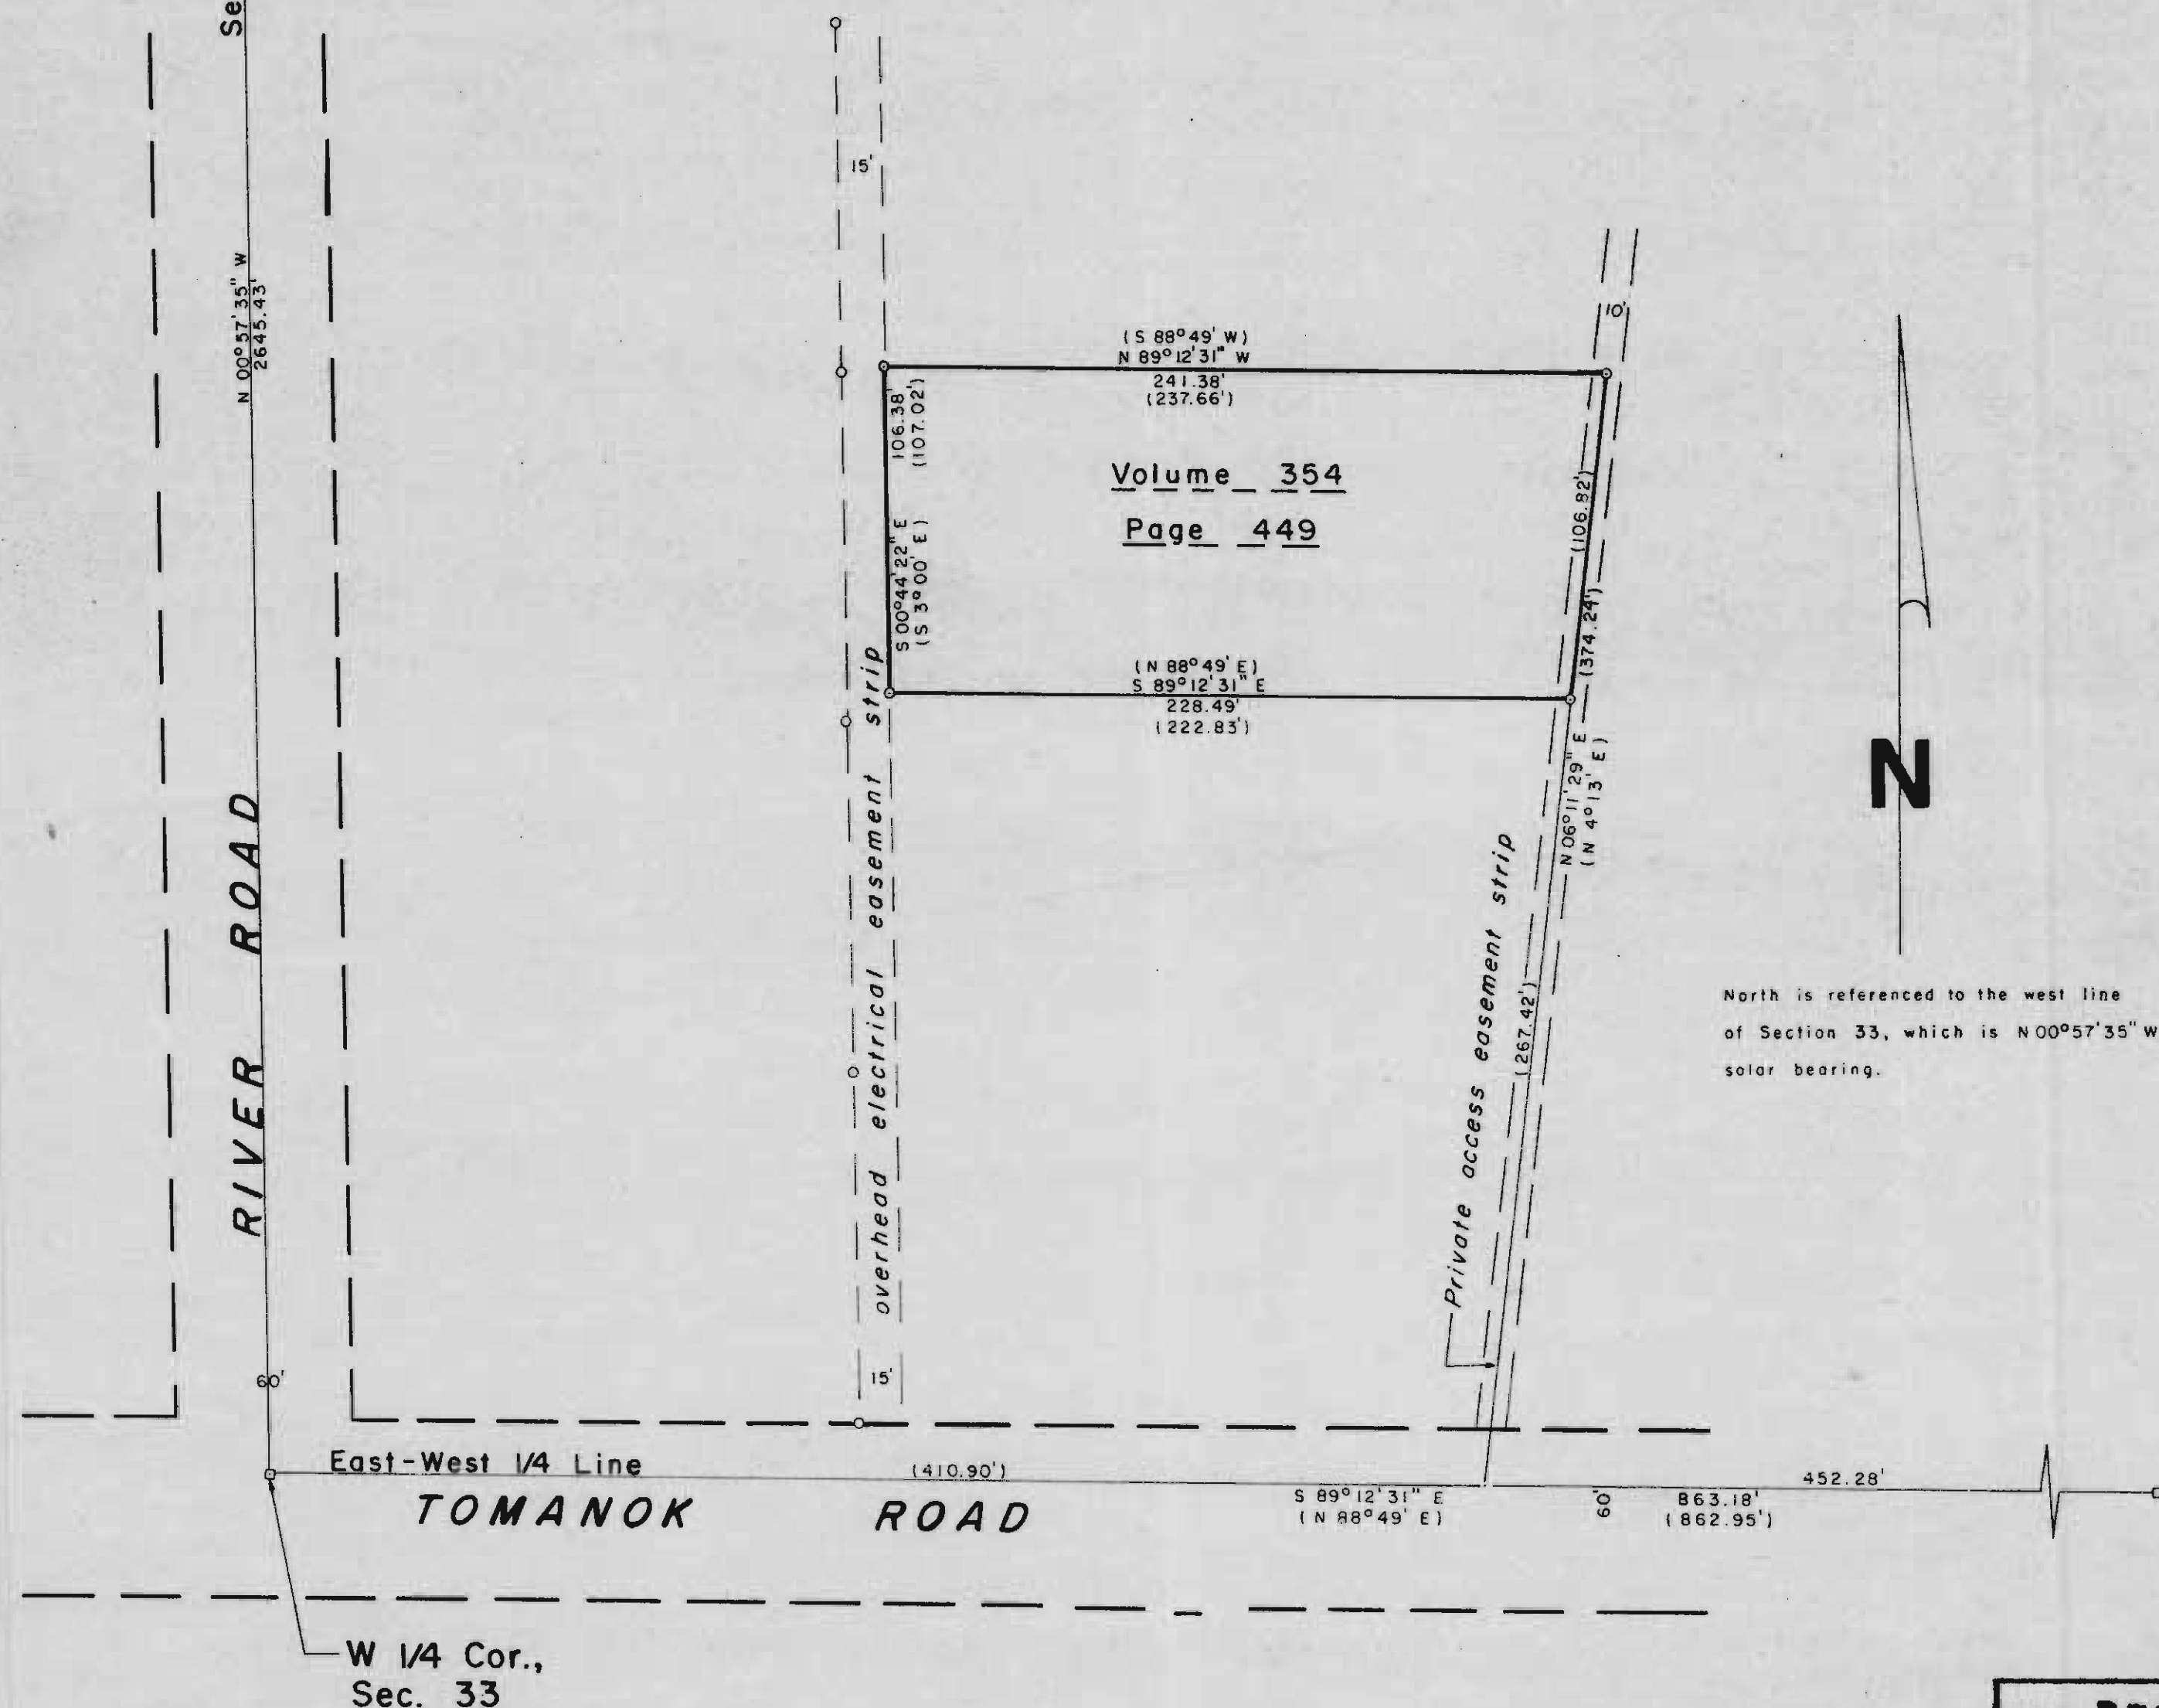 Se
N 00°57'35" W
2645.43'
RIVER ROAD
60'
15'
10'
(S 88°49' W)
N 89°12'31" W
241.38'
(237.66')
106.38'
(107.02')
S 00°44'22" E
(S 3°00' E)
Volume 354
Page 449
(106.82')
(374.24')
(N 88°49' E)
S 89°12'31" E
228.49'
(222.83')
N 06°11'29" E
(N 4°13' E)
overhead electrical easement strip
Private access easement strip
(267.42')
15'
N
North is referenced to the west line
of Section 33, which is N 00°57'35" W
solar bearing.
East-West 1/4 Line
(410.90')
452.28'
TOMANOK ROAD
S 89°12'31" E
(N 88°49' E)
60'
863.18'
(862.95')
W 1/4 Cor.,
Sec. 33